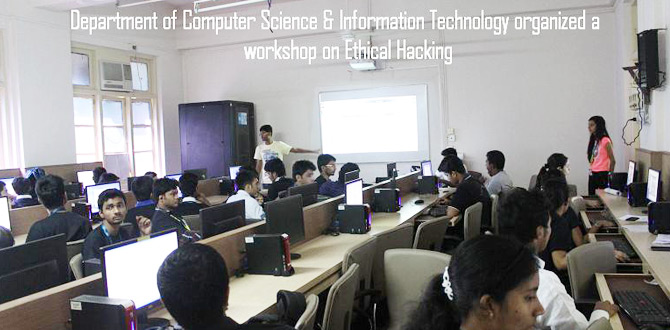 Department of Computer Science & Information Technology organized a
workshop on Ethical Hacking